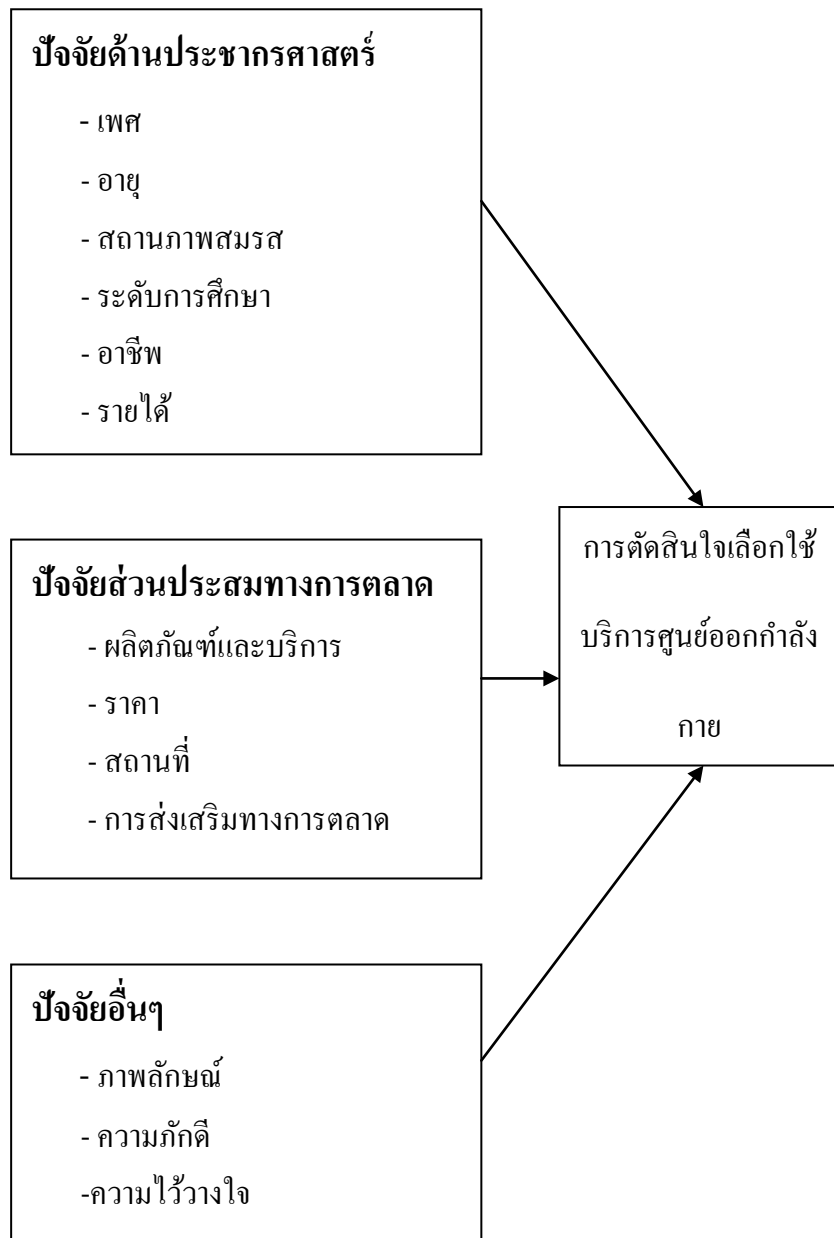 ปัจจัยด้านประชากรศาสตร์
- เพศ
- อายุ
- สถานภาพสมรส
- ระดับการศึกษา
- อาชีพ
- รายได้
ปัจจัยส่วนประสมทางการตลาด
- ผลิตภัณฑ์และบริการ
- ราคา
- สถานที่
- การส่งเสริมทางการตลาด
ปัจจัยอื่นๆ
- ภาพลักษณ์
- ความภักดี
-ความไว้วางใจ
การตัดสินใจเลือกใช้
บริการศูนย์ออกกำลัง
กาย